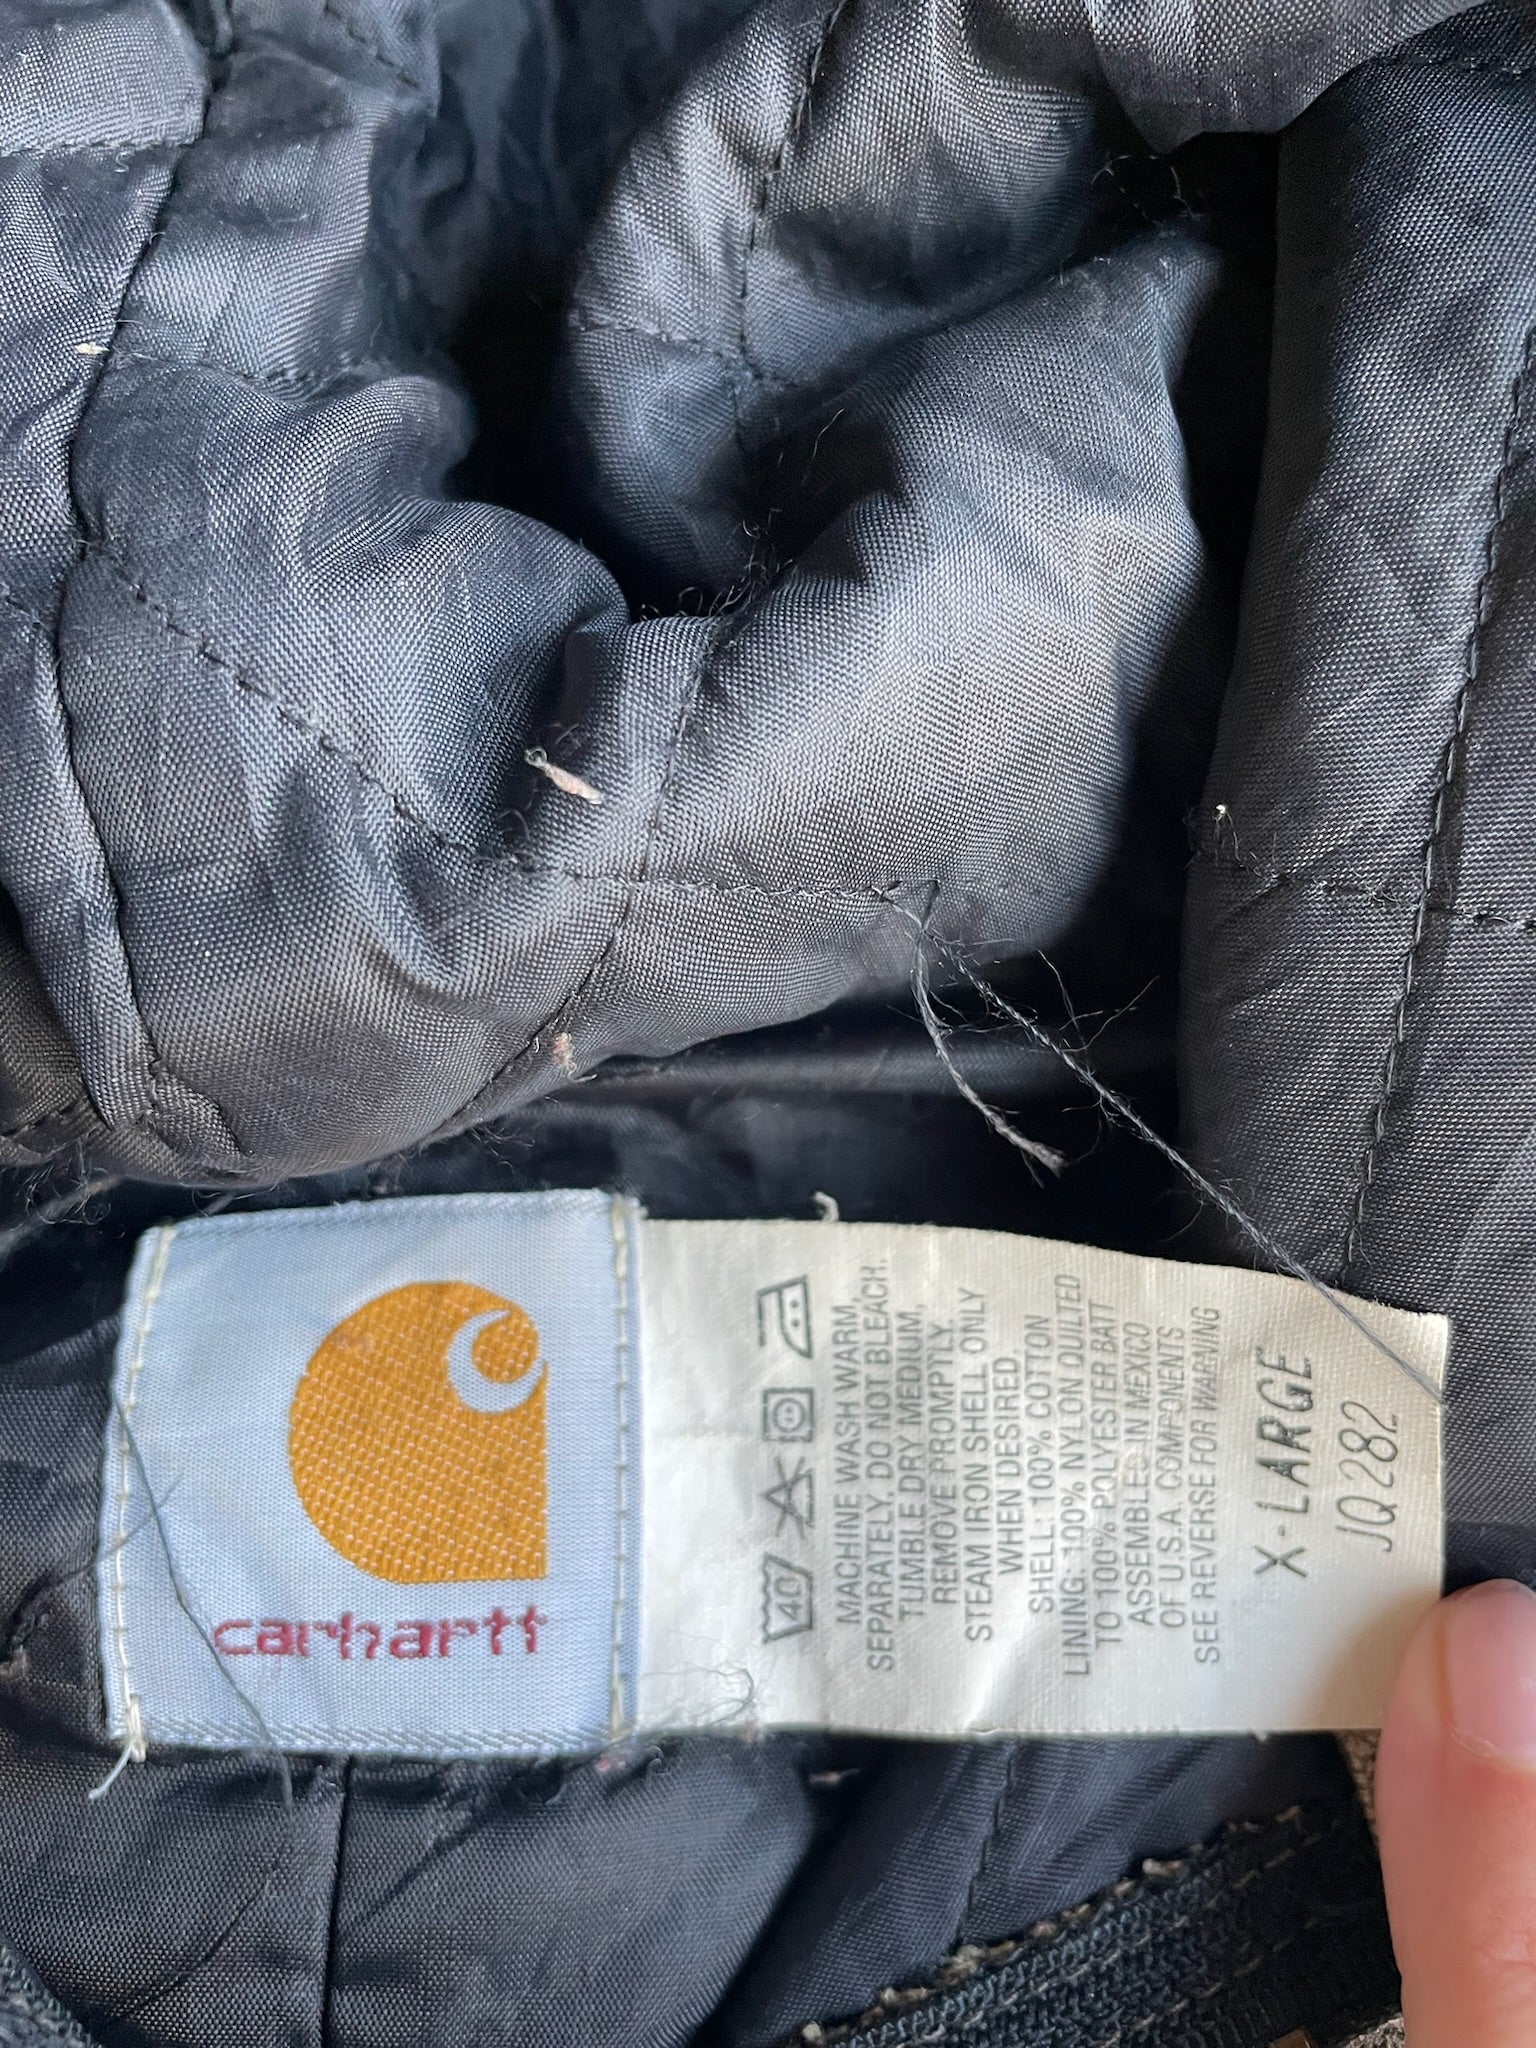 carhartt
40
MACHINE WASH WARM,
SEPARATELY. DO NOT BLEACH.
TUMBLE DRY MEDIUM,
REMOVE PROMPTLY.
STEAM IRON SHELL ONLY
WHEN DESIRED.
SHELL: 100% COTTON
LINING: 100% NYLON QUILTED
TO 100% POLYESTER BATT
ASSEMBLED IN MEXICO
OF U.S.A. COMPONENTS
SEE REVERSE FOR WARNING
X-LARGE
JQ282